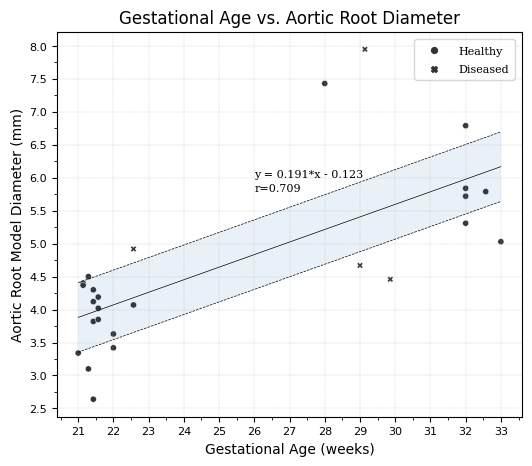 Gestational Age vs. Aortic Root Diameter
Healthy
Diseased
y = 0.191*x - 0.123
r=0.709
Aortic Root Model Diameter (mm)
8.0
7.5
7.0
6.5
6.0
5.5
5.0
4.5
4.0
3.5
3.0
2.5
21 22 23 24 25 26 27 28 29 30 31 32 33
Gestational Age (weeks)